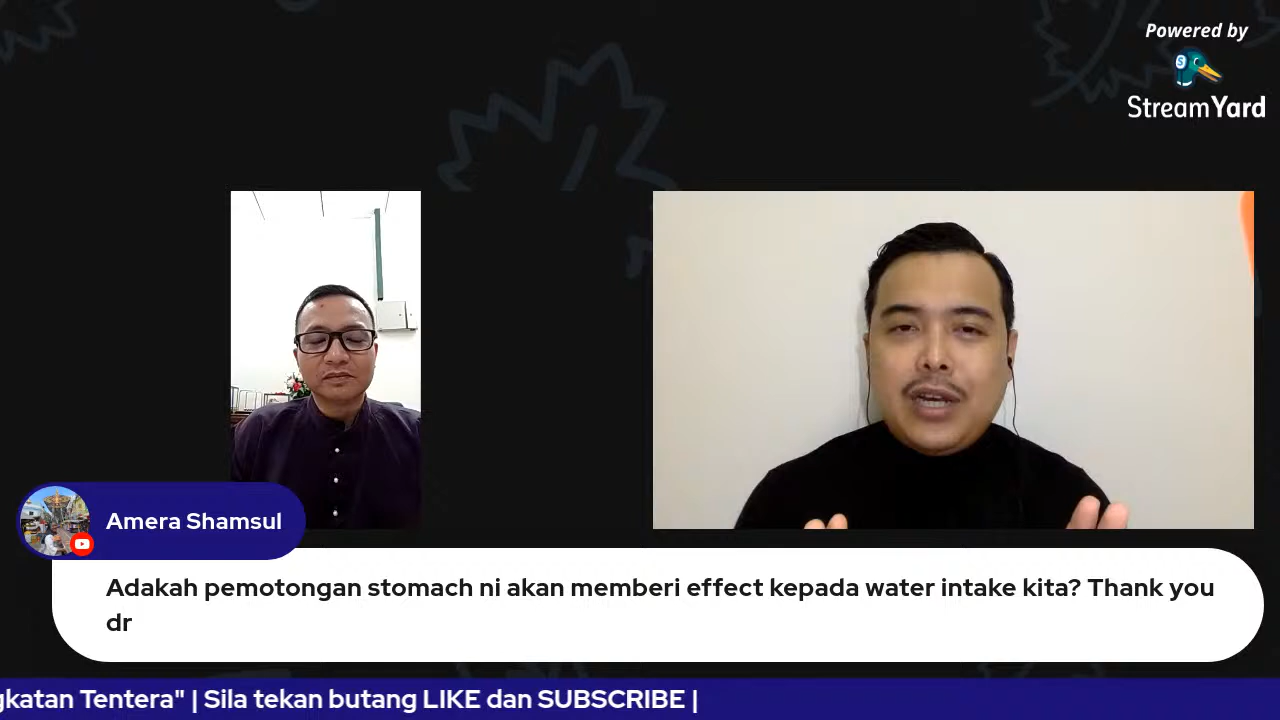 Powered by
StreamYard
Amera Shamsul
Adakah pemotongan stomach ni akan memberi effect kepada water intake kita? Thank you
dr
gkatan Tentera" | Sila tekan butang LIKE dan SUBSCRIBE |